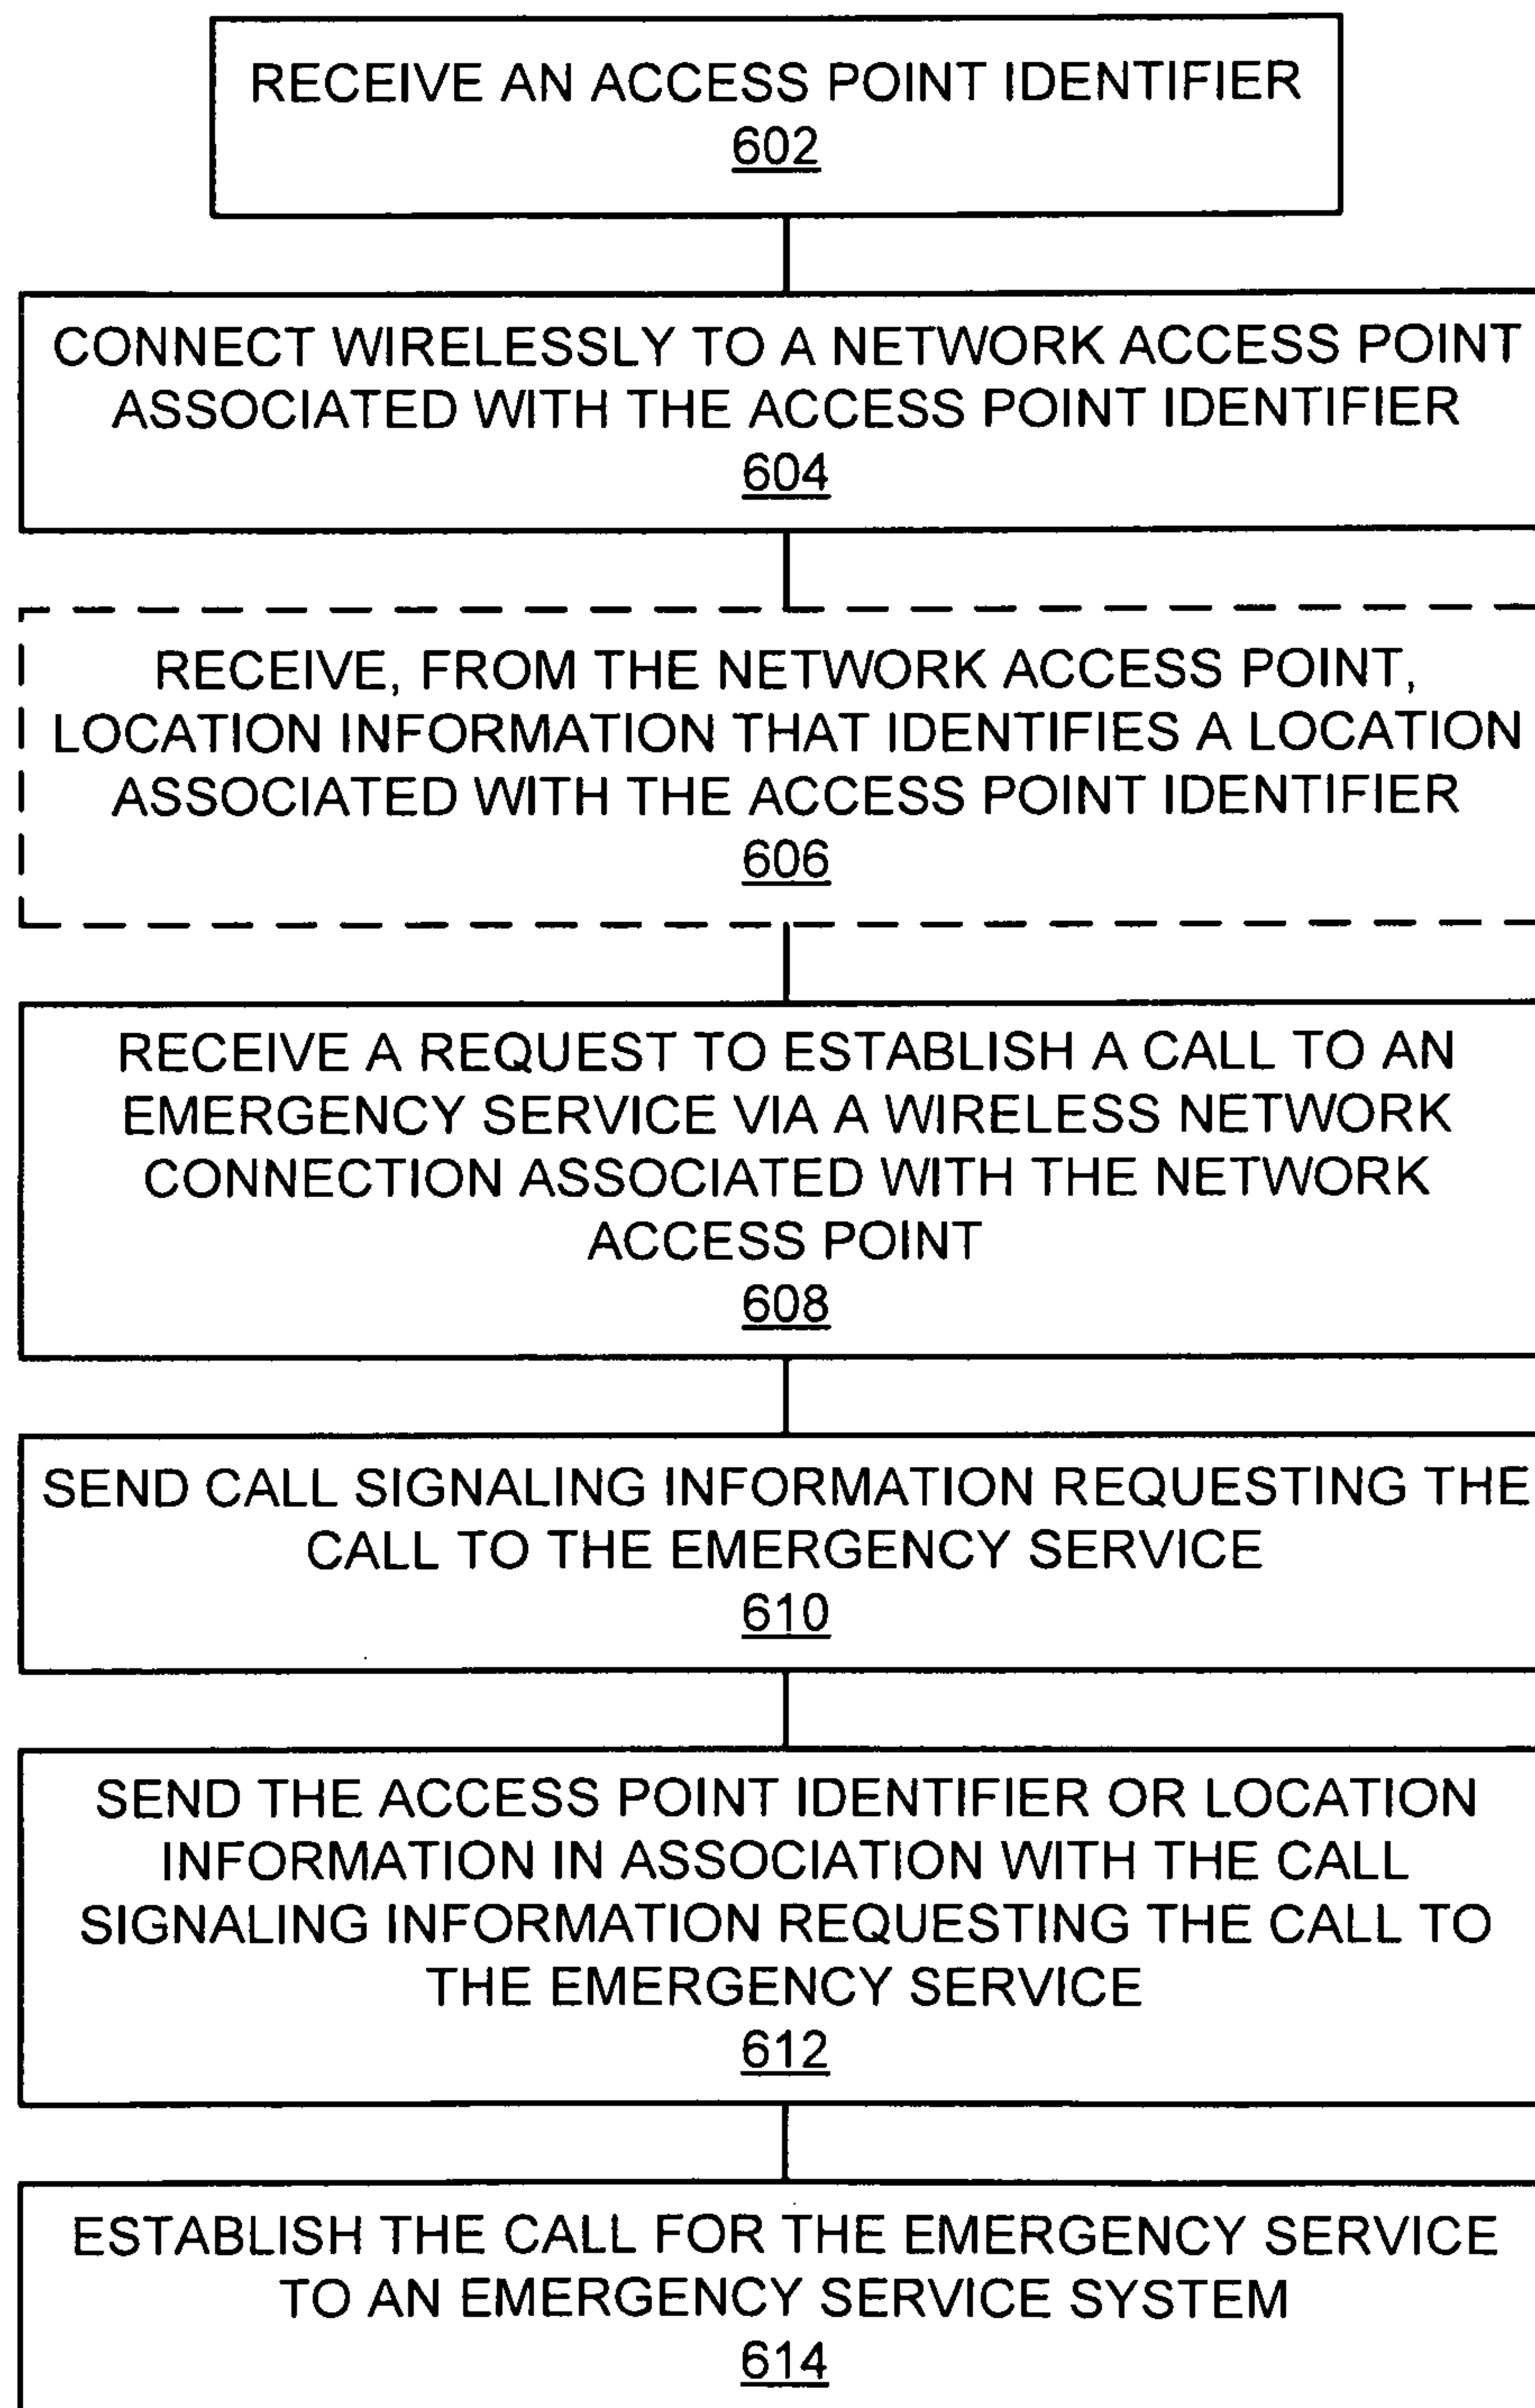 RECEIVE AN ACCESS POINT IDENTIFIER
602
CONNECT WIRELESSLY TO A NETWORK ACCESS POINT
ASSOCIATED WITH THE ACCESS POINT IDENTIFIER
604
RECEIVE, FROM THE NETWORK ACCESS POINT,
LOCATION INFORMATION THAT IDENTIFIES A LOCATION
ASSOCIATED WITH THE ACCESS POINT IDENTIFIER
606
RECEIVE A REQUEST TO ESTABLISH A CALL TO AN
EMERGENCY SERVICE VIA A WIRELESS NETWORK
CONNECTION ASSOCIATED WITH THE NETWORK
ACCESS POINT
608
SEND CALL SIGNALING INFORMATION REQUESTING THE
CALL TO THE EMERGENCY SERVICE
610
SEND THE ACCESS POINT IDENTIFIER OR LOCATION
INFORMATION IN ASSOCIATION WITH THE CALL
SIGNALING INFORMATION REQUESTING THE CALL TO
THE EMERGENCY SERVICE
612
ESTABLISH THE CALL FOR THE EMERGENCY SERVICE
TO AN EMERGENCY SERVICE SYSTEM
614